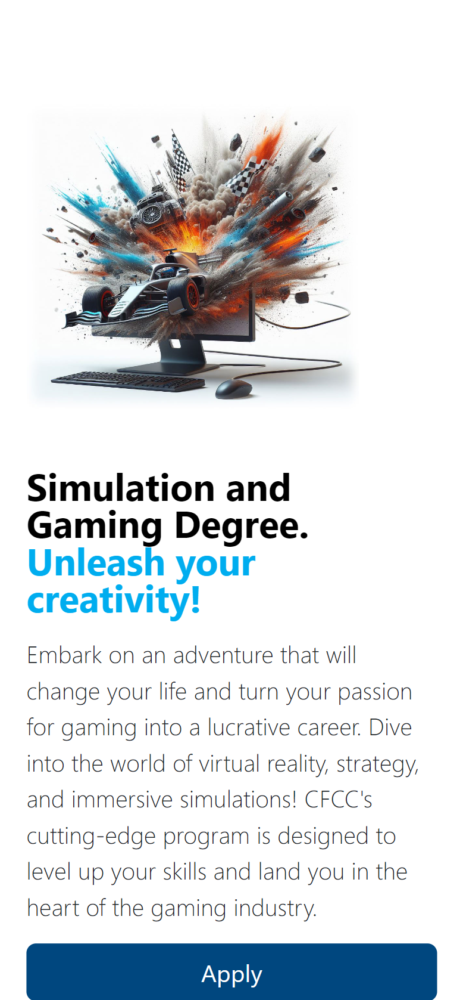 Simulation and
Gaming Degree.
Unleash your
creativity!
Embark on an adventure that will
change your life and turn your passion
for gaming into a lucrative career. Dive
into the world of virtual reality, strategy,
and immersive simulations! CFCC's
cutting-edge program is designed to
level up your skills and land you in the
heart of the gaming industry.
Apply